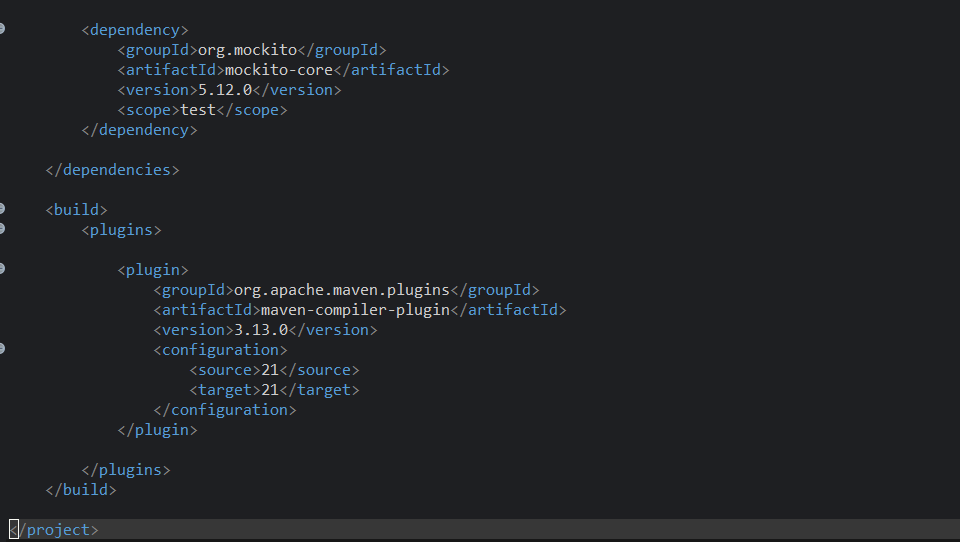 <dependency>
<groupId>org.mockito</groupId>
<artifactId>mockito-core</artifactId>
<version>5.12.0</version>
<scope>test</scope>
</dependency>
</dependencies>
<build>
<plugins>
<plugin>
<groupId>org.apache.maven.plugins</groupId>
<artifactId>maven-compiler-plugin</artifactId>
<version>3.13.0</version>
<configuration>
<source>21</source>
<target>21</target>
</configuration>
</plugin>
</plugins>
</build>
</project>